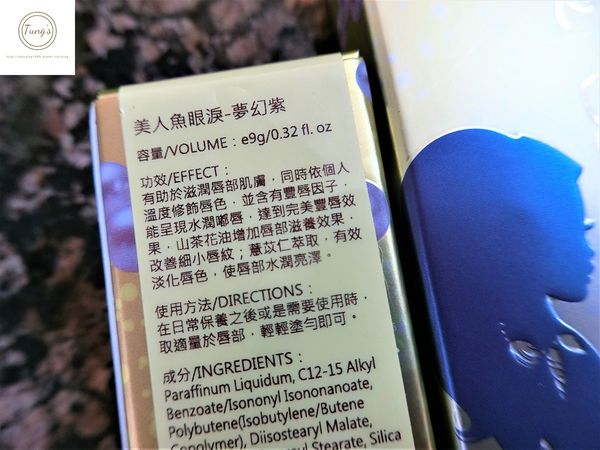 Tung's
美人魚眼淚-夢幻紫
容量/VOLUME：e9g/0.32 fl. oz
功效/EFFECT：
有助於滋潤唇部肌膚，同時依個人
溫度修飾唇色，並含有豐唇因子，
能呈現水潤嘟唇，達到完美豐唇效
果，山茶花油增加唇部滋養效果，
改善細小唇紋；薏苡仁萃取，有效
淡化唇色，使唇部水潤亮澤。
使用方法/DIRECTIONS：
在日常保養之後或是需要使用時，
取適量於唇部，輕輕塗勻即可。
成分/INGREDIENTS：
Paraffinum Liquidum, C12-15 Alkyl
Benzoate/Isononyl Isononanoate,
Polybutene(Isobutylene/Butene
Copolymer), Diisostearyl Malate,
Stearate, Silica